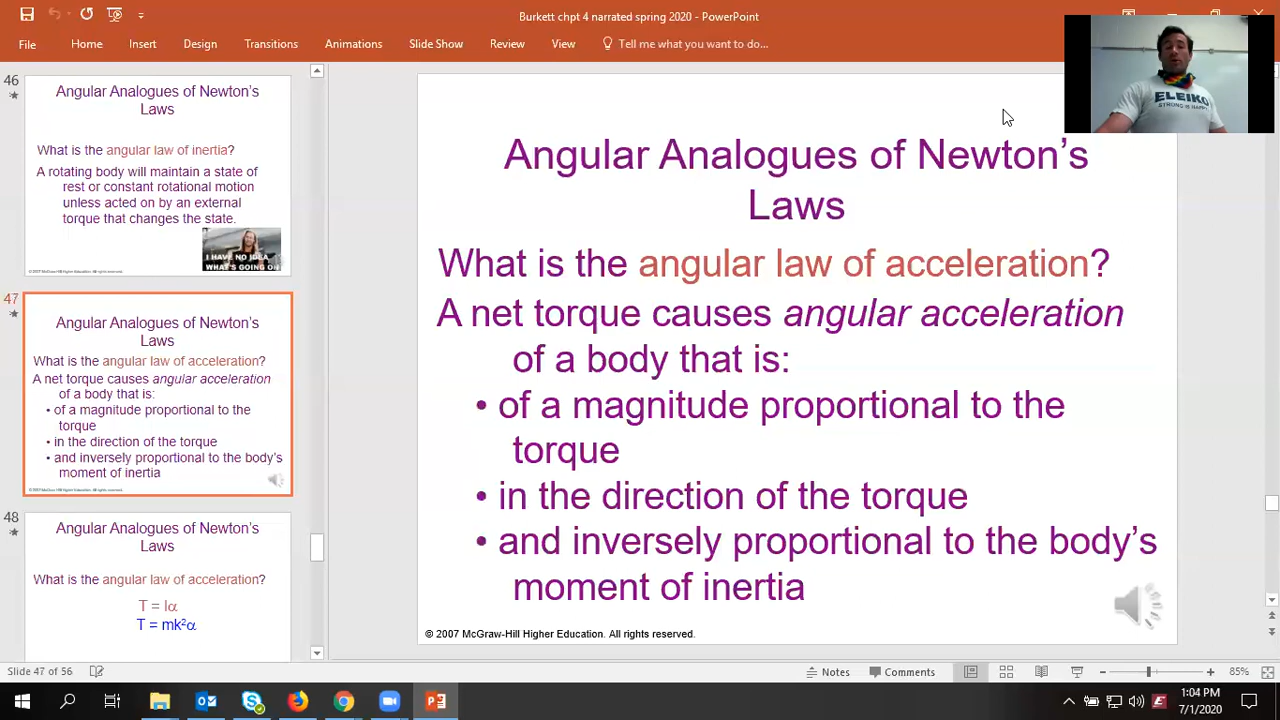 Burkett chpt 4 narrated spring 2020 - PowerPoint
File Home Insert Design Transitions Animations Slide Show Review View Tell me what you want to do...
46
Angular Analogues of Newton's
Laws
What is the angular law of inertia?
A rotating body will maintain a state of
rest or constant rotational motion
unless acted on by an external
torque that changes the state.
I HAVE NO IDEA
WHAT'S GOING ON
© 2007 McGraw-Hill Higher Education. All rights reserved.
47
Angular Analogues of Newton's
Laws
What is the angular law of acceleration?
A net torque causes angular acceleration
of a body that is:
• of a magnitude proportional to the
torque
• in the direction of the torque
• and inversely proportional to the body's
moment of inertia
© 2007 McGraw-Hill Higher Education. All rights reserved.
48
Angular Analogues of Newton's
Laws
What is the angular law of acceleration?
T = Iα
T = mk²α
Angular Analogues of Newton’s
Laws
What is the angular law of acceleration?
A net torque causes angular acceleration
of a body that is:
• of a magnitude proportional to the
torque
• in the direction of the torque
• and inversely proportional to the body’s
moment of inertia
© 2007 McGraw-Hill Higher Education. All rights reserved.
ELEIKO
STRONG IS HAPPY
Slide 47 of 56
Notes Comments 85%
1:04 PM
7/1/2020